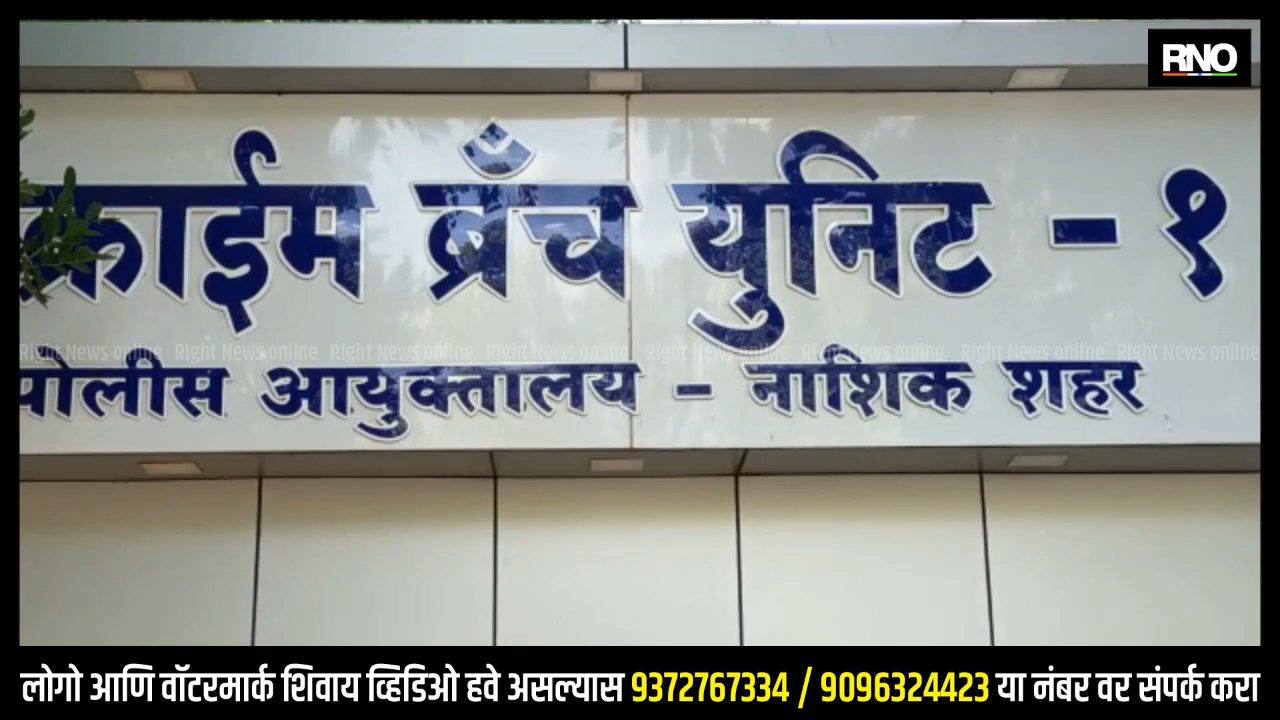 RNO
क्राईम ब्रँच युनिट - १
Right News online Right News online Right News online Right News online Right News online Right News online Right News online Right News online
पोलीस आयुक्तालय - नाशिक शहर
लोगो आणि वॉटरमार्क शिवाय व्हिडिओ हवे असल्यास 9372767334 / 9096324423 या नंबर वर संपर्क करा